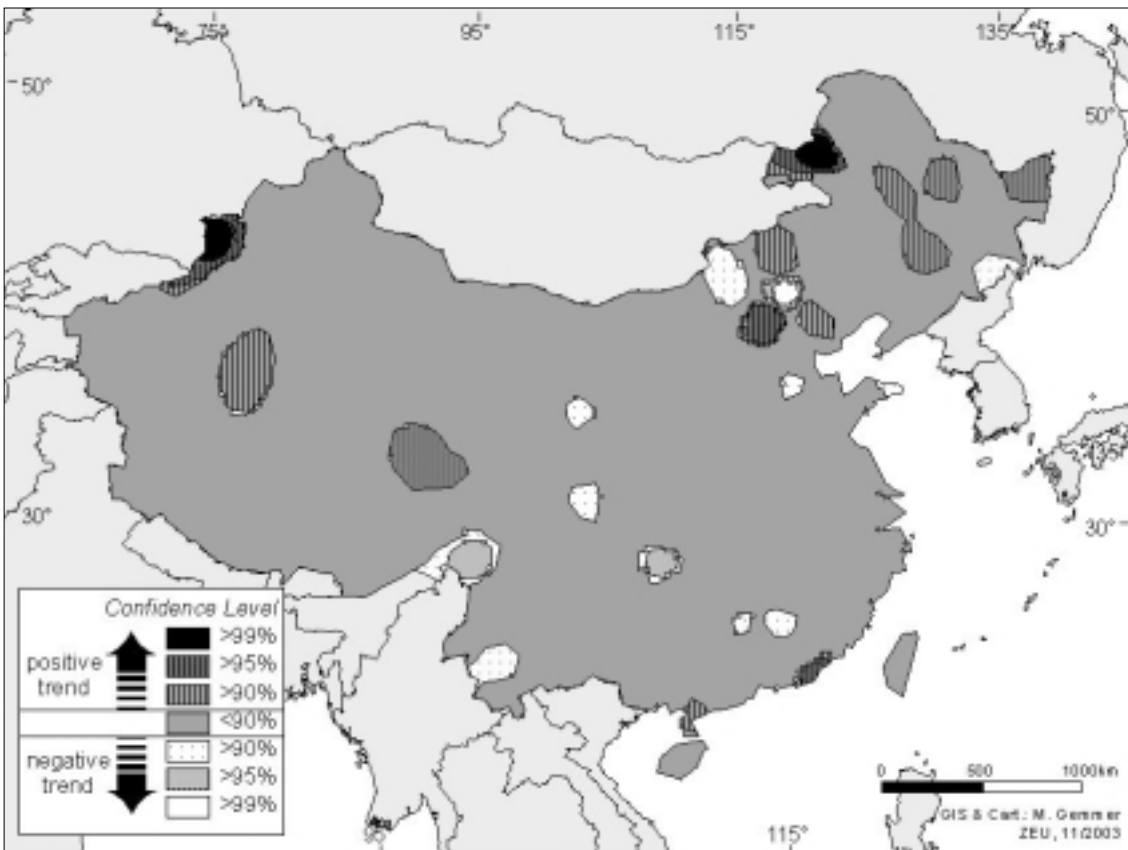 75°
95°
115°
135°
50°
50°
35°
30°
30°
Confidence Level
>99%
positive
trend
>95%
>90%
<90%
negative
trend
>90%
>95%
>99%
0 500 1000km
GIS & Cart.: M. Gemmer
ZEU, 11/2003
95°
115°